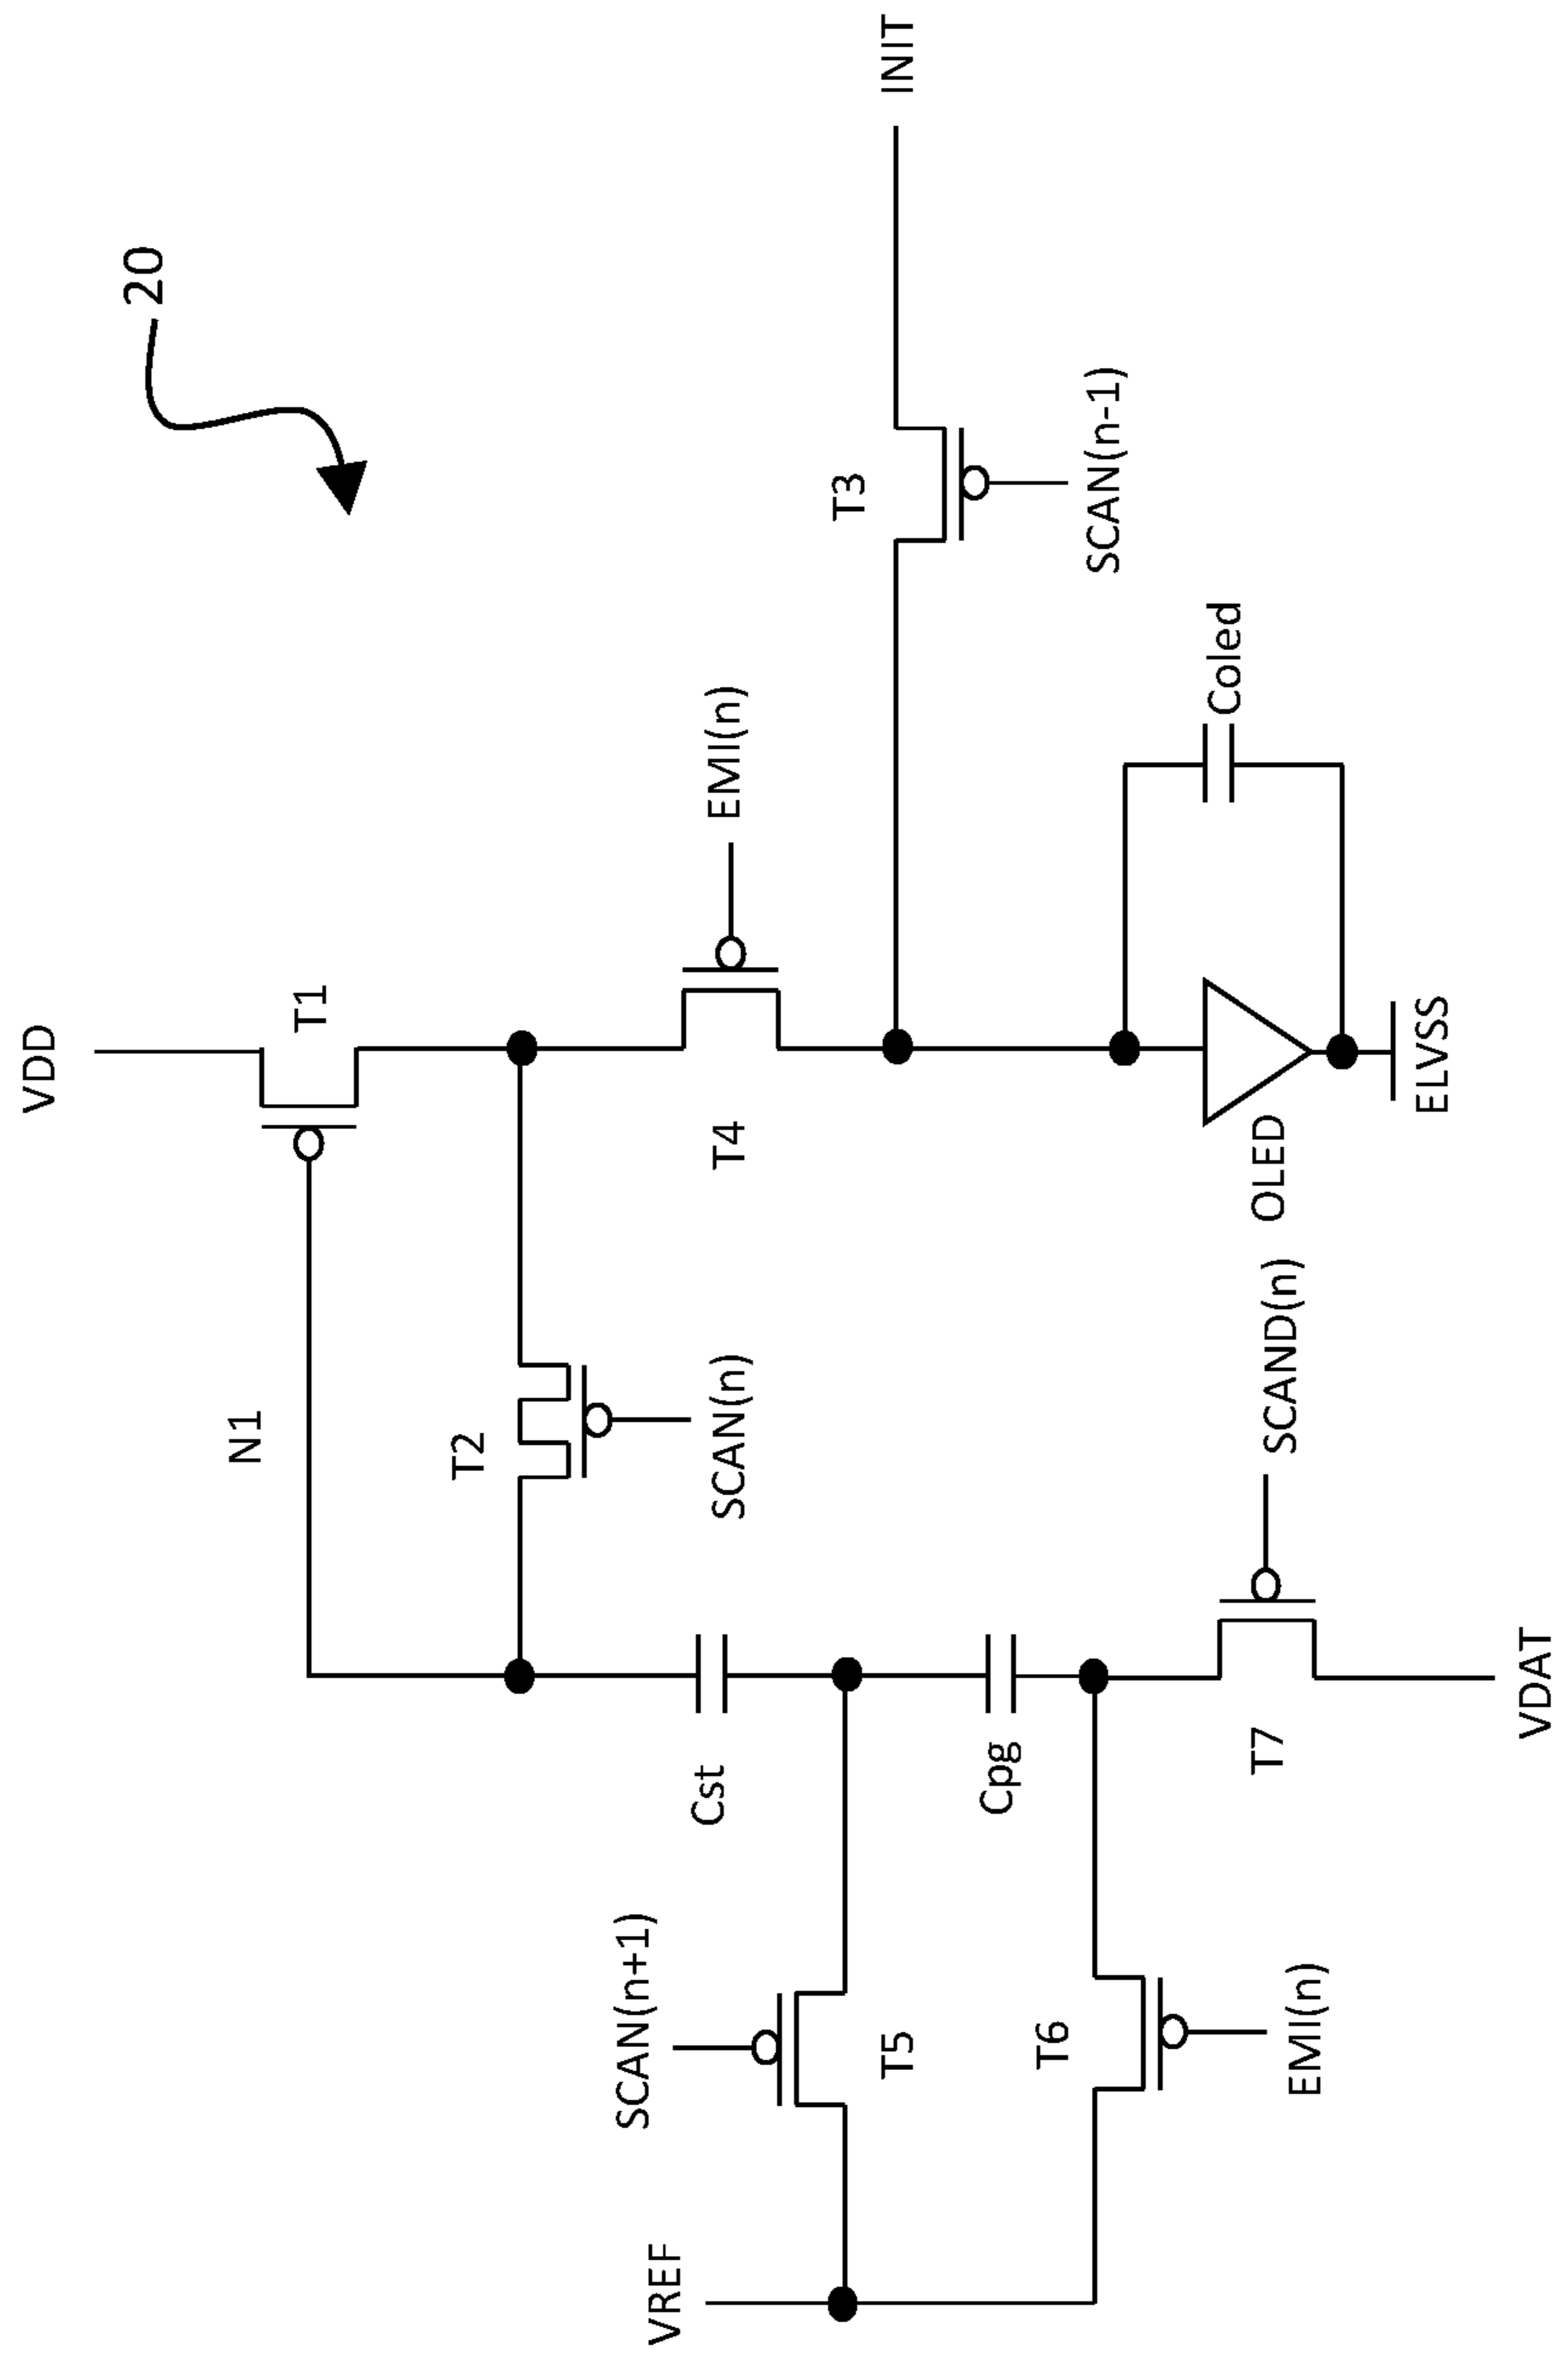 20
VDD
T1
N1
T2
SCAN(n)
EMI(n)
T4
T3
INIT
SCAN(n-1)
SCAN(n+1)
VREF
Cst
T5
Cpg
T6
EMI(n)
SCAND(n)
T7
VDAT
OLED
Coled
ELVSS